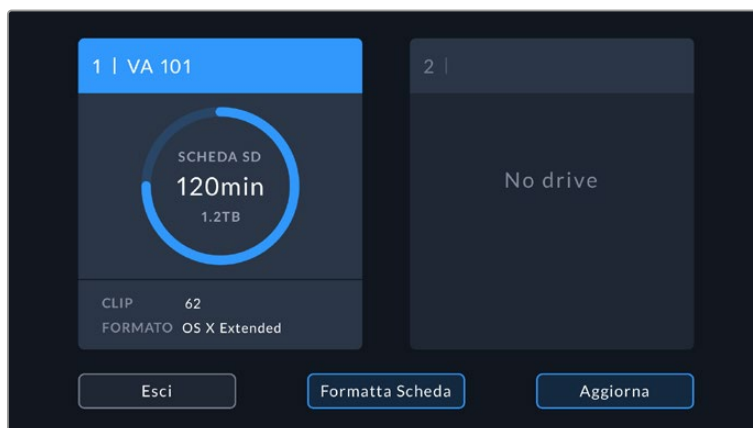 1 | VA 101
SCHEDA SD
120min
1.2TB
CLIP 62
FORMATO OS X Extended
2 |
No drive
Esci
Formatta Scheda
Aggiorna